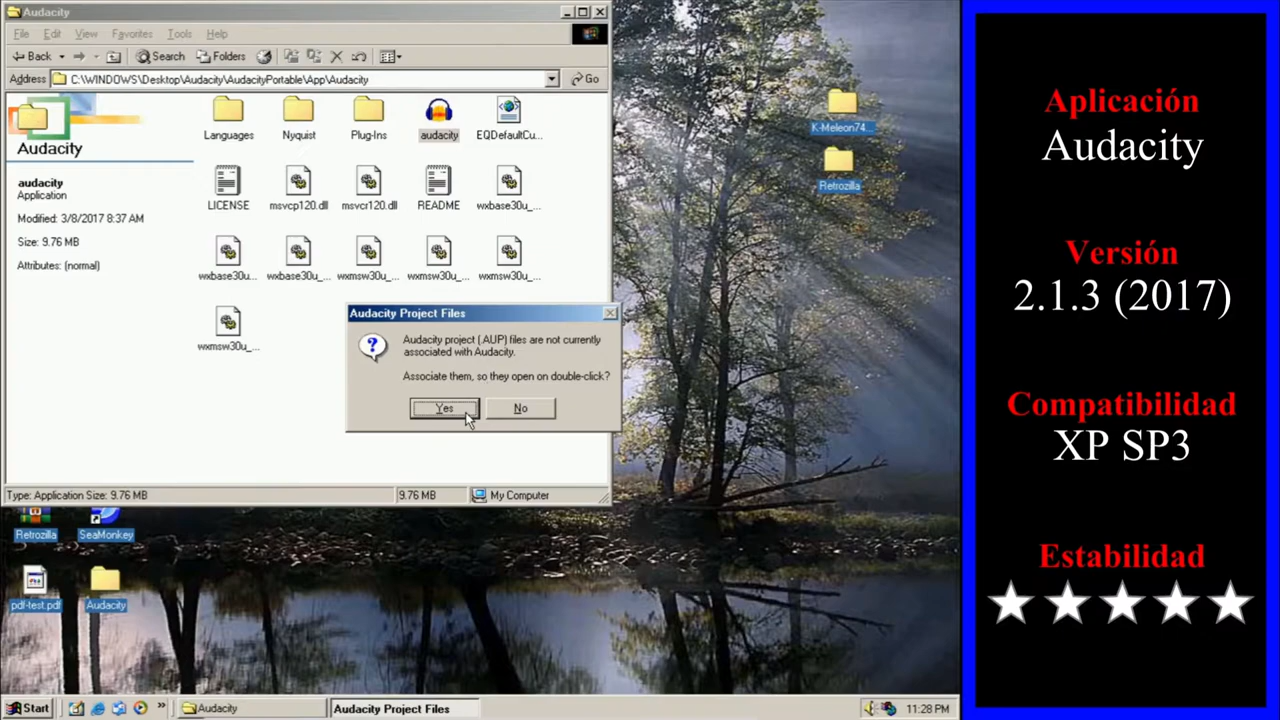 Audacity
File Edit View Favorites Tools Help
Back Search Folders
Address C:\WINDOWS\Desktop\Audacity\AudacityPortable\App\Audacity Go
Audacity
audacity
Application
Modified: 3/8/2017 8:37 AM
Size: 9.76 MB
Attributes: (normal)
Languages Nyquist Plug-Ins audacity EQDefaultCu...
LICENSE msvcp120.dll msvcr120.dll README wxbase30u_...
wxbase30u... wxbase30u_... wxmsw30u_... wxmsw30u_... wxmsw30u_...
wxmsw30u_...
Audacity Project Files
Audacity project (.AUP) files are not currently
associated with Audacity.
Associate them, so they open on double-click?
Yes No
Type: Application Size: 9.76 MB 9.76 MB My Computer
K-Meleon74...
Retrozilla
Retrozilla SeaMonkey
pdf-test.pdf Audacity
Start » Audacity Audacity Project Files 11:28 PM
Aplicación
Audacity
Versión
2.1.3 (2017)
Compatibilidad
XP SP3
Estabilidad